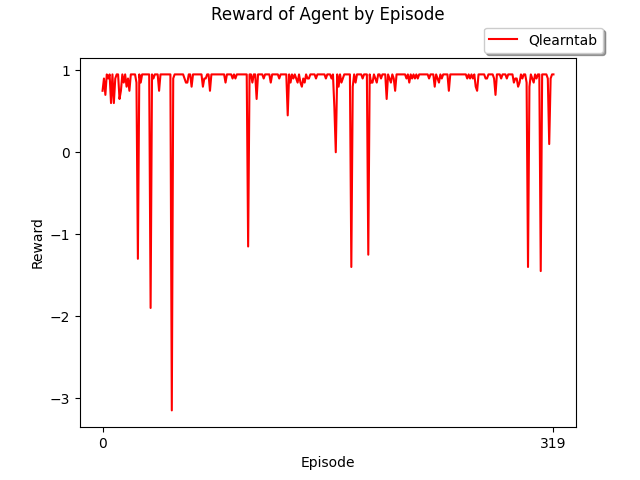 Reward of Agent by Episode
Qlearntab
1
0
−1
−2
−3
Reward
0
319
Episode